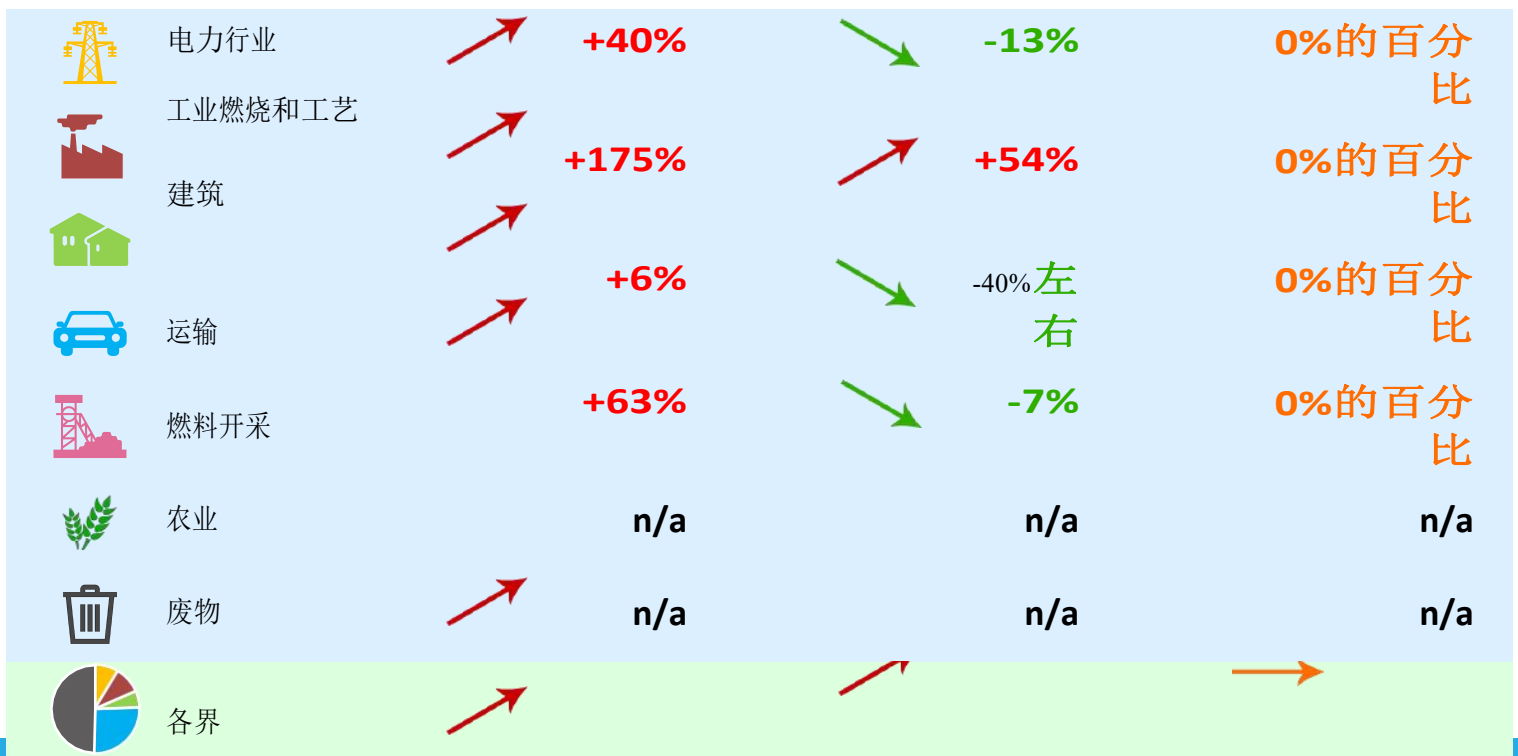 电力行业
+40%
-13%
0%的百分
比
工业燃烧和工艺
+175%
+54%
0%的百分
比
建筑
+6%
-40%左
右
0%的百分
比
运输
+63%
-7%
0%的百分
比
燃料开采
农业
n/a
n/a
n/a
废物
n/a
n/a
n/a
各界